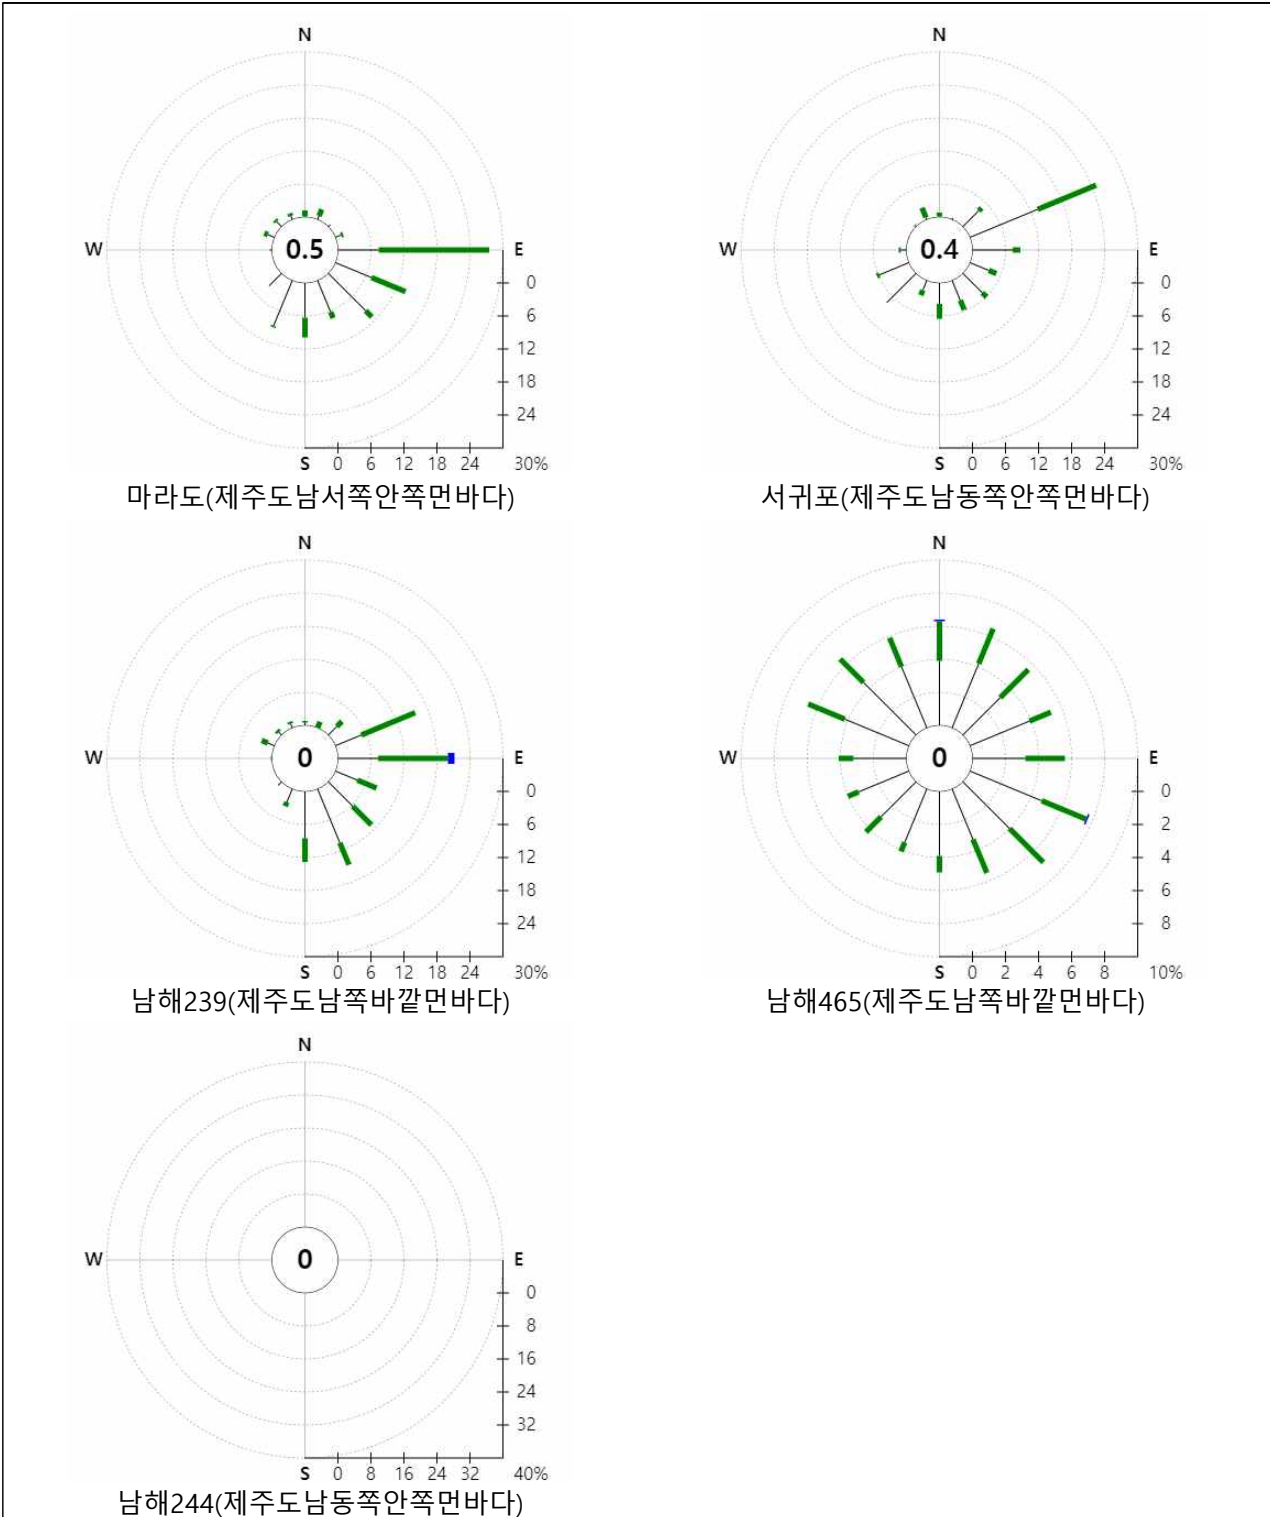 N
N
W
0.5
E
W
0.4
E
0
0
6
6
12
12
18
18
24
24
S 0 6 12 18 24 30%
S 0 6 12 18 24 30%
마라도(제주도남서쪽안쪽먼바다)
서귀포(제주도남동쪽안쪽먼바다)
N
N
W
0
E
W
0
E
0
0
6
2
12
4
18
6
24
8
S 0 6 12 18 24 30%
S 0 2 4 6 8 10%
남해239(제주도남쪽바깥먼바다)
남해465(제주도남쪽바깥먼바다)
N
W
0
E
0
8
16
24
32
S 0 8 16 24 32 40%
남해244(제주도남동쪽안쪽먼바다)